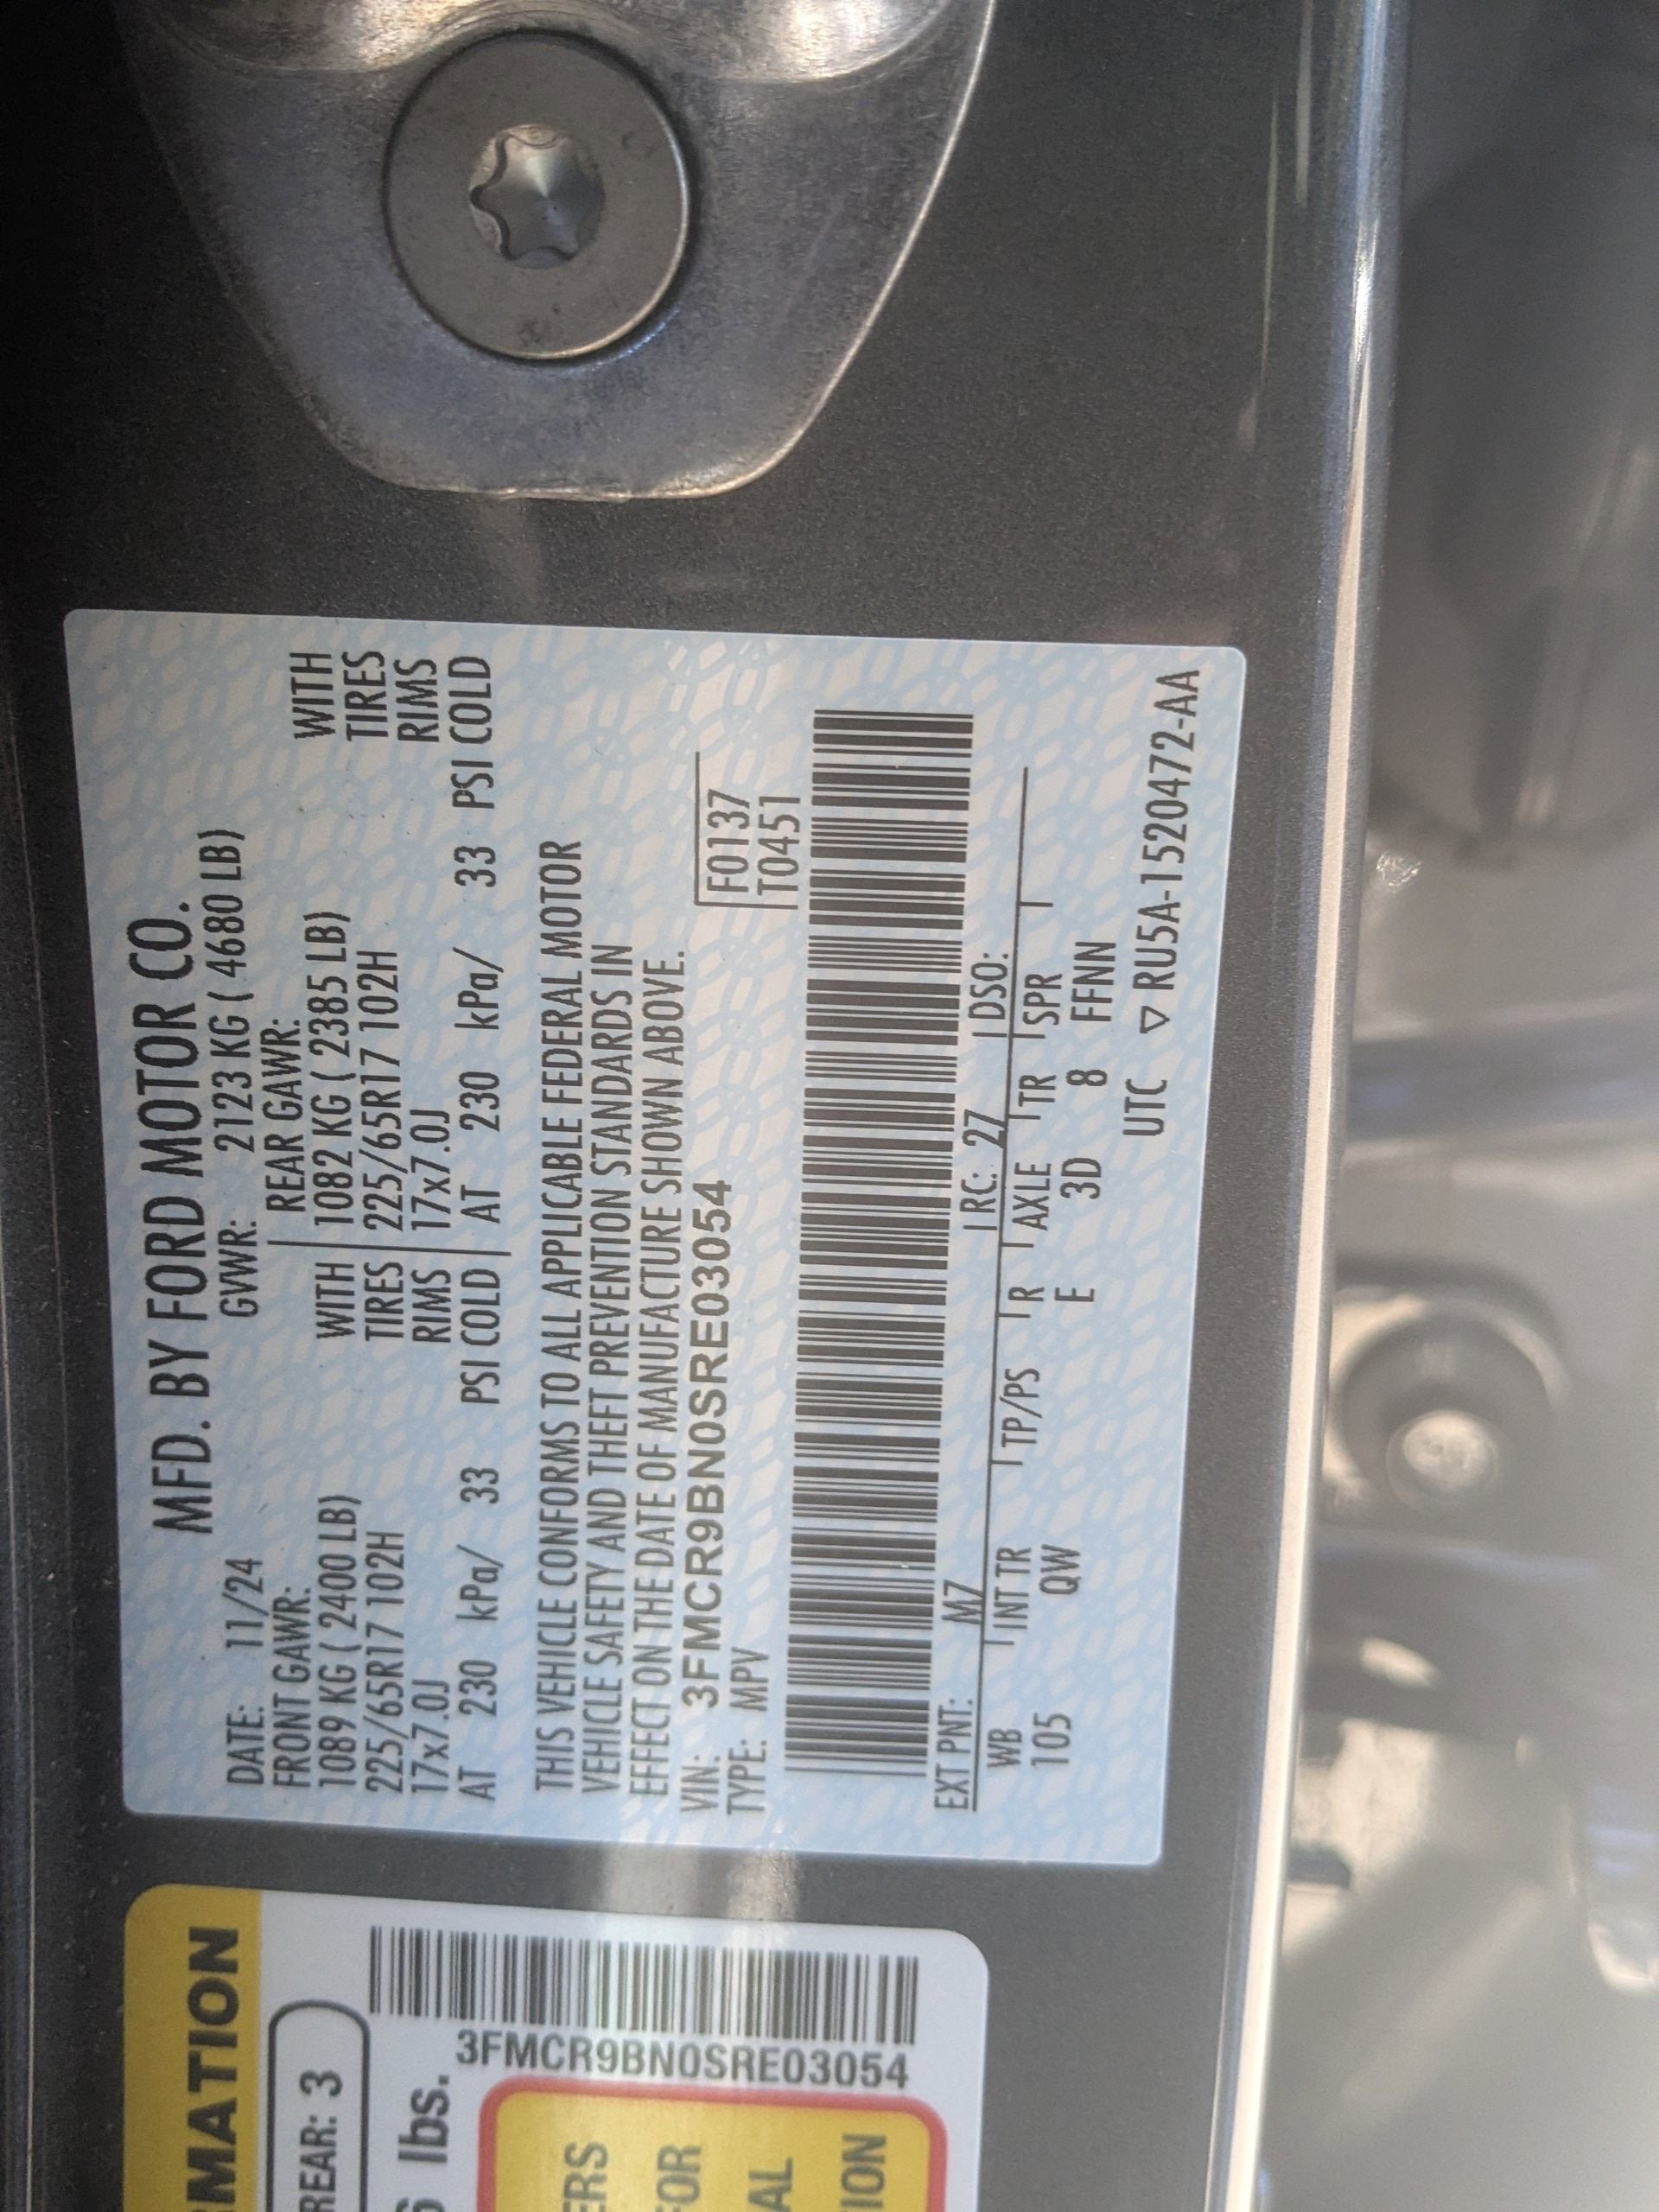 MFD. BY FORD MOTOR CO.
DATE: 11/24 GVWR: 2123 KG ( 4680 LB)
FRONT GAWR: REAR GAWR:
1089 KG ( 2400 LB) WITH 1082 KG ( 2385 LB) WITH
225/65R17 102H TIRES 225/65R17 102H TIRES
17x7.0J RIMS 17x7.0J RIMS
AT 230 kPa/ 33 PSI COLD AT 230 kPa/ 33 PSI COLD
THIS VEHICLE CONFORMS TO ALL APPLICABLE FEDERAL MOTOR
VEHICLE SAFETY AND THEFT PREVENTION STANDARDS IN
EFFECT ON THE DATE OF MANUFACTURE SHOWN ABOVE.
VIN: 3FMCR9BN0SRE03054
TYPE: MPV
F0137
T0451
EXT PNT: M7 RC: 27 DSO:
WB INT TR TP/PS R AXLE TR SPR
105 QW E 3D 8 FFNN
UTC ▽ RU5A-1520472-AA
RMATION
REAR: 3
lbs.
3FMCR9BN0SRE03054
ERS
FOR
AL
ION